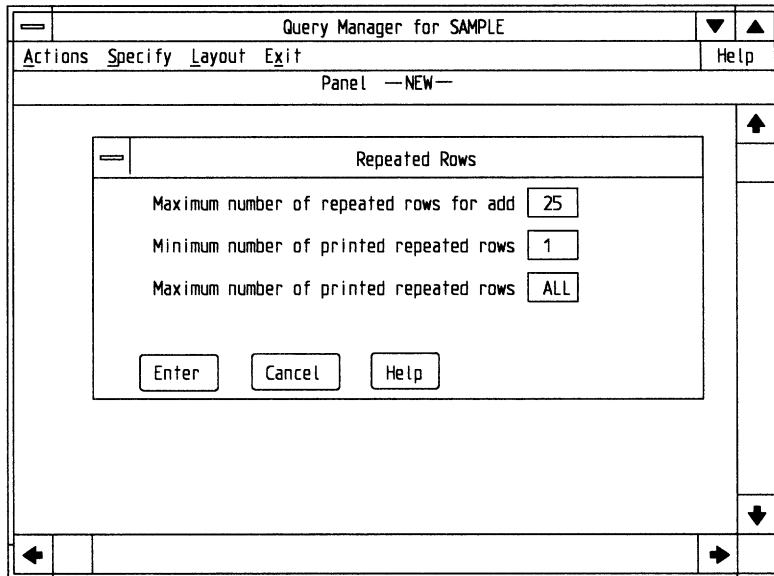 Query Manager for SAMPLE
Actions Specify Layout Exit Help
Panel —NEW—
Repeated Rows
Maximum number of repeated rows for add 25
Minimum number of printed repeated rows 1
Maximum number of printed repeated rows ALL
Enter Cancel Help